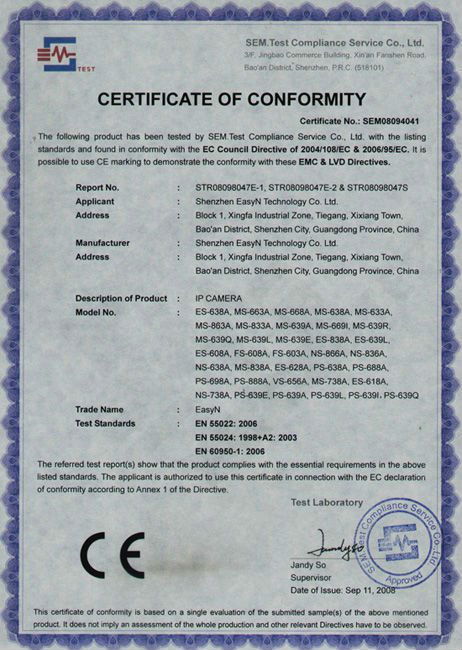 TEST
SEM.Test Compliance Service Co., Ltd.
3/F, Jingbao Commerce Building, Xin'an Fanshen Road,
Bao'an District, Shenzhen, P.R.C. (518101)
CERTIFICATE OF CONFORMITY
Certificate No.: SEM08094041
The following product has been tested by SEM.Test Compliance Service Co., Ltd. with the listing
standards and found in conformity with the EC Council Directive of 2004/108/EC & 2006/95/EC. It is
possible to use CE marking to demonstrate the conformity with these EMC & LVD Directives.
Report No. : STR08098047E-1, STR08098047E-2 & STR08098047S
Applicant : Shenzhen EasyN Technology Co. Ltd.
Address : Block 1, Xingfa Industrial Zone, Tiegang, Xixiang Town,
Bao'an District, Shenzhen City, Guangdong Province, China
Manufacturer : Shenzhen EasyN Technology Co. Ltd.
Address : Block 1, Xingfa Industrial Zone, Tiegang, Xixiang Town,
Bao'an District, Shenzhen City, Guangdong Province, China
Description of Product : IP CAMERA
Model No. : ES-638A, MS-663A, MS-668A, MS-638A, MS-633A,
MS-863A, MS-833A, MS-639A, MS-669I, MS-639R,
MS-639Q, MS-639L, MS-639E, ES-838A, ES-639L,
ES-608A, FS-608A, FS-603A, NS-866A, NS-836A,
NS-638A, MS-838A, ES-628A, PS-638A, PS-688A,
PS-698A, PS-888A, VS-656A, MS-738A, ES-618A,
NS-738A, PS-639E, PS-639A, PS-639L, PS-639I, PS-639Q
Trade Name : EasyN
Test Standards : EN 55022: 2006
EN 55024: 1998+A2: 2003
EN 60950-1: 2006
The referred test report(s) show that the product complies with the essential requirements in the above
listed standards. The applicant is authorized to use this certificate in connection with the EC declaration
of conformity according to Annex 1 of the Directive.
Test Laboratory
CE
Jandy So
SEM.Test Compliance Service Co., Ltd.
Approved
Jandy So
Supervisor
Date of Issue: Sep 11, 2008
This certificate of conformity is based on a single evaluation of the submitted sample(s) of the above mentioned
product. It does not imply an assessment of the whole production and other relevant Directives have to be observed.